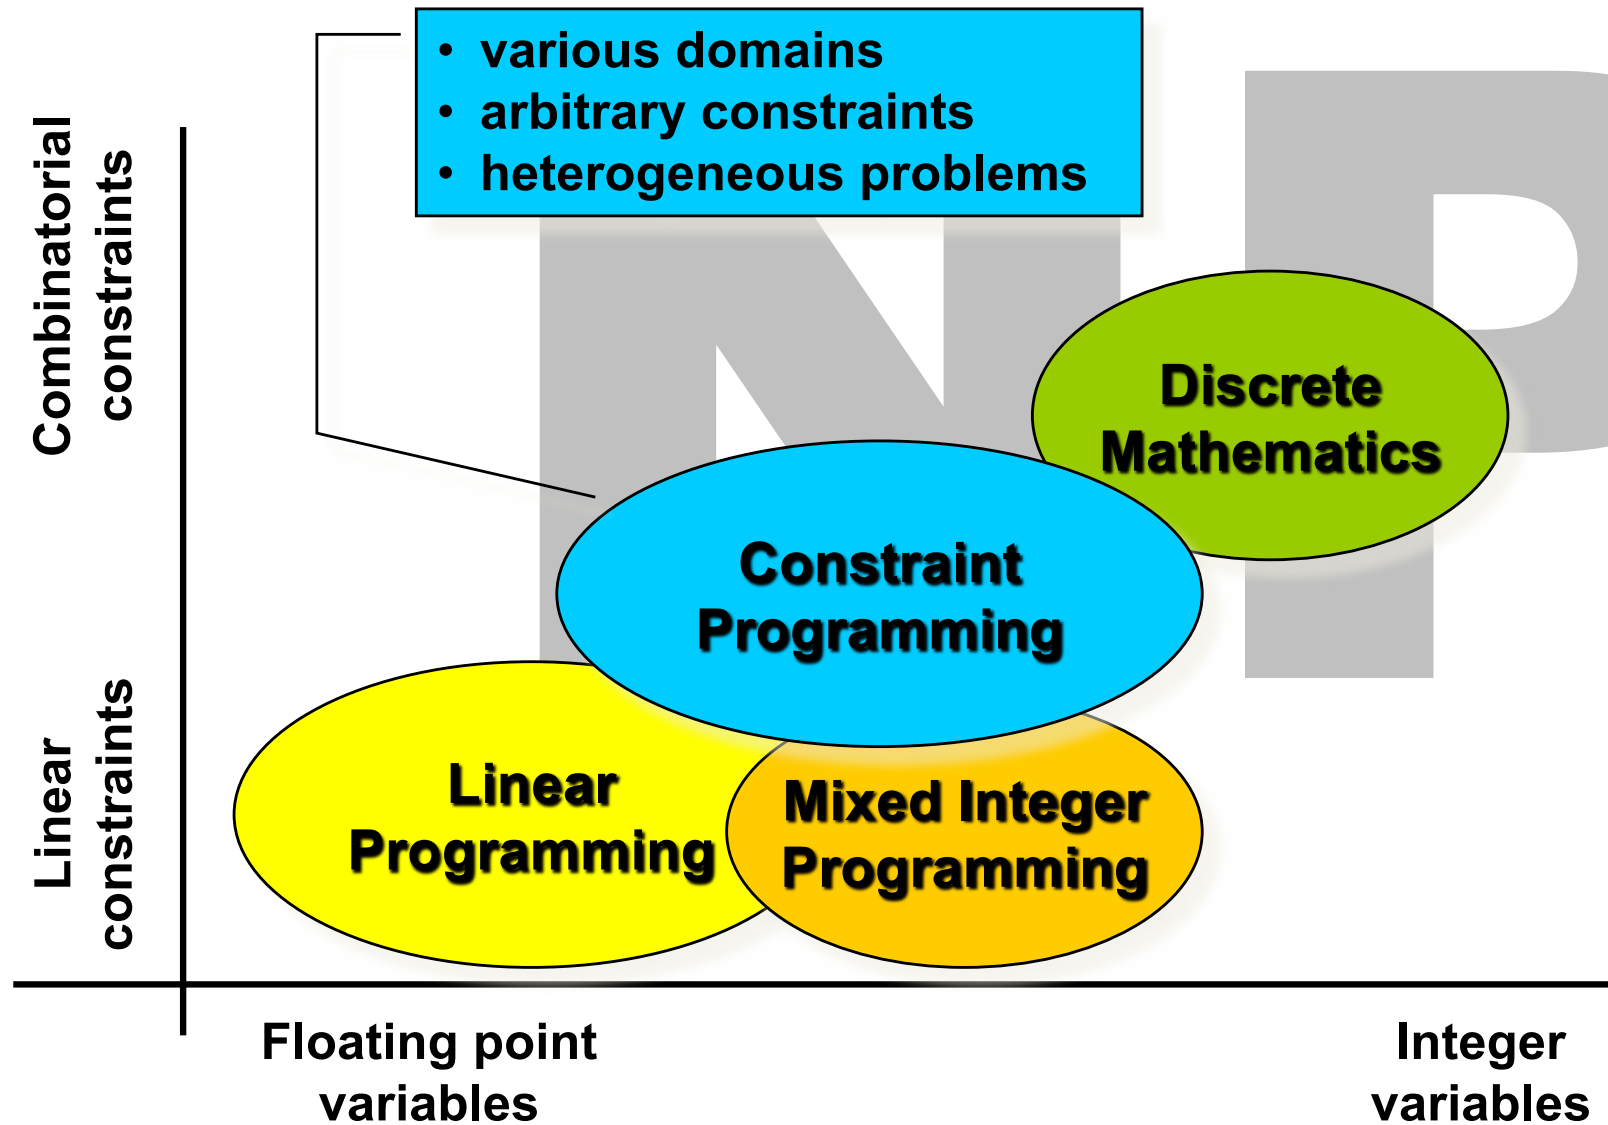 • various domains
• arbitrary constraints
• heterogeneous problems
NP
Combinatorial
constraints
Discrete
Mathematics
Constraint
Programming
Linear
constraints
Linear
Programming
Mixed Integer
Programming
Floating point
variables
Integer
variables